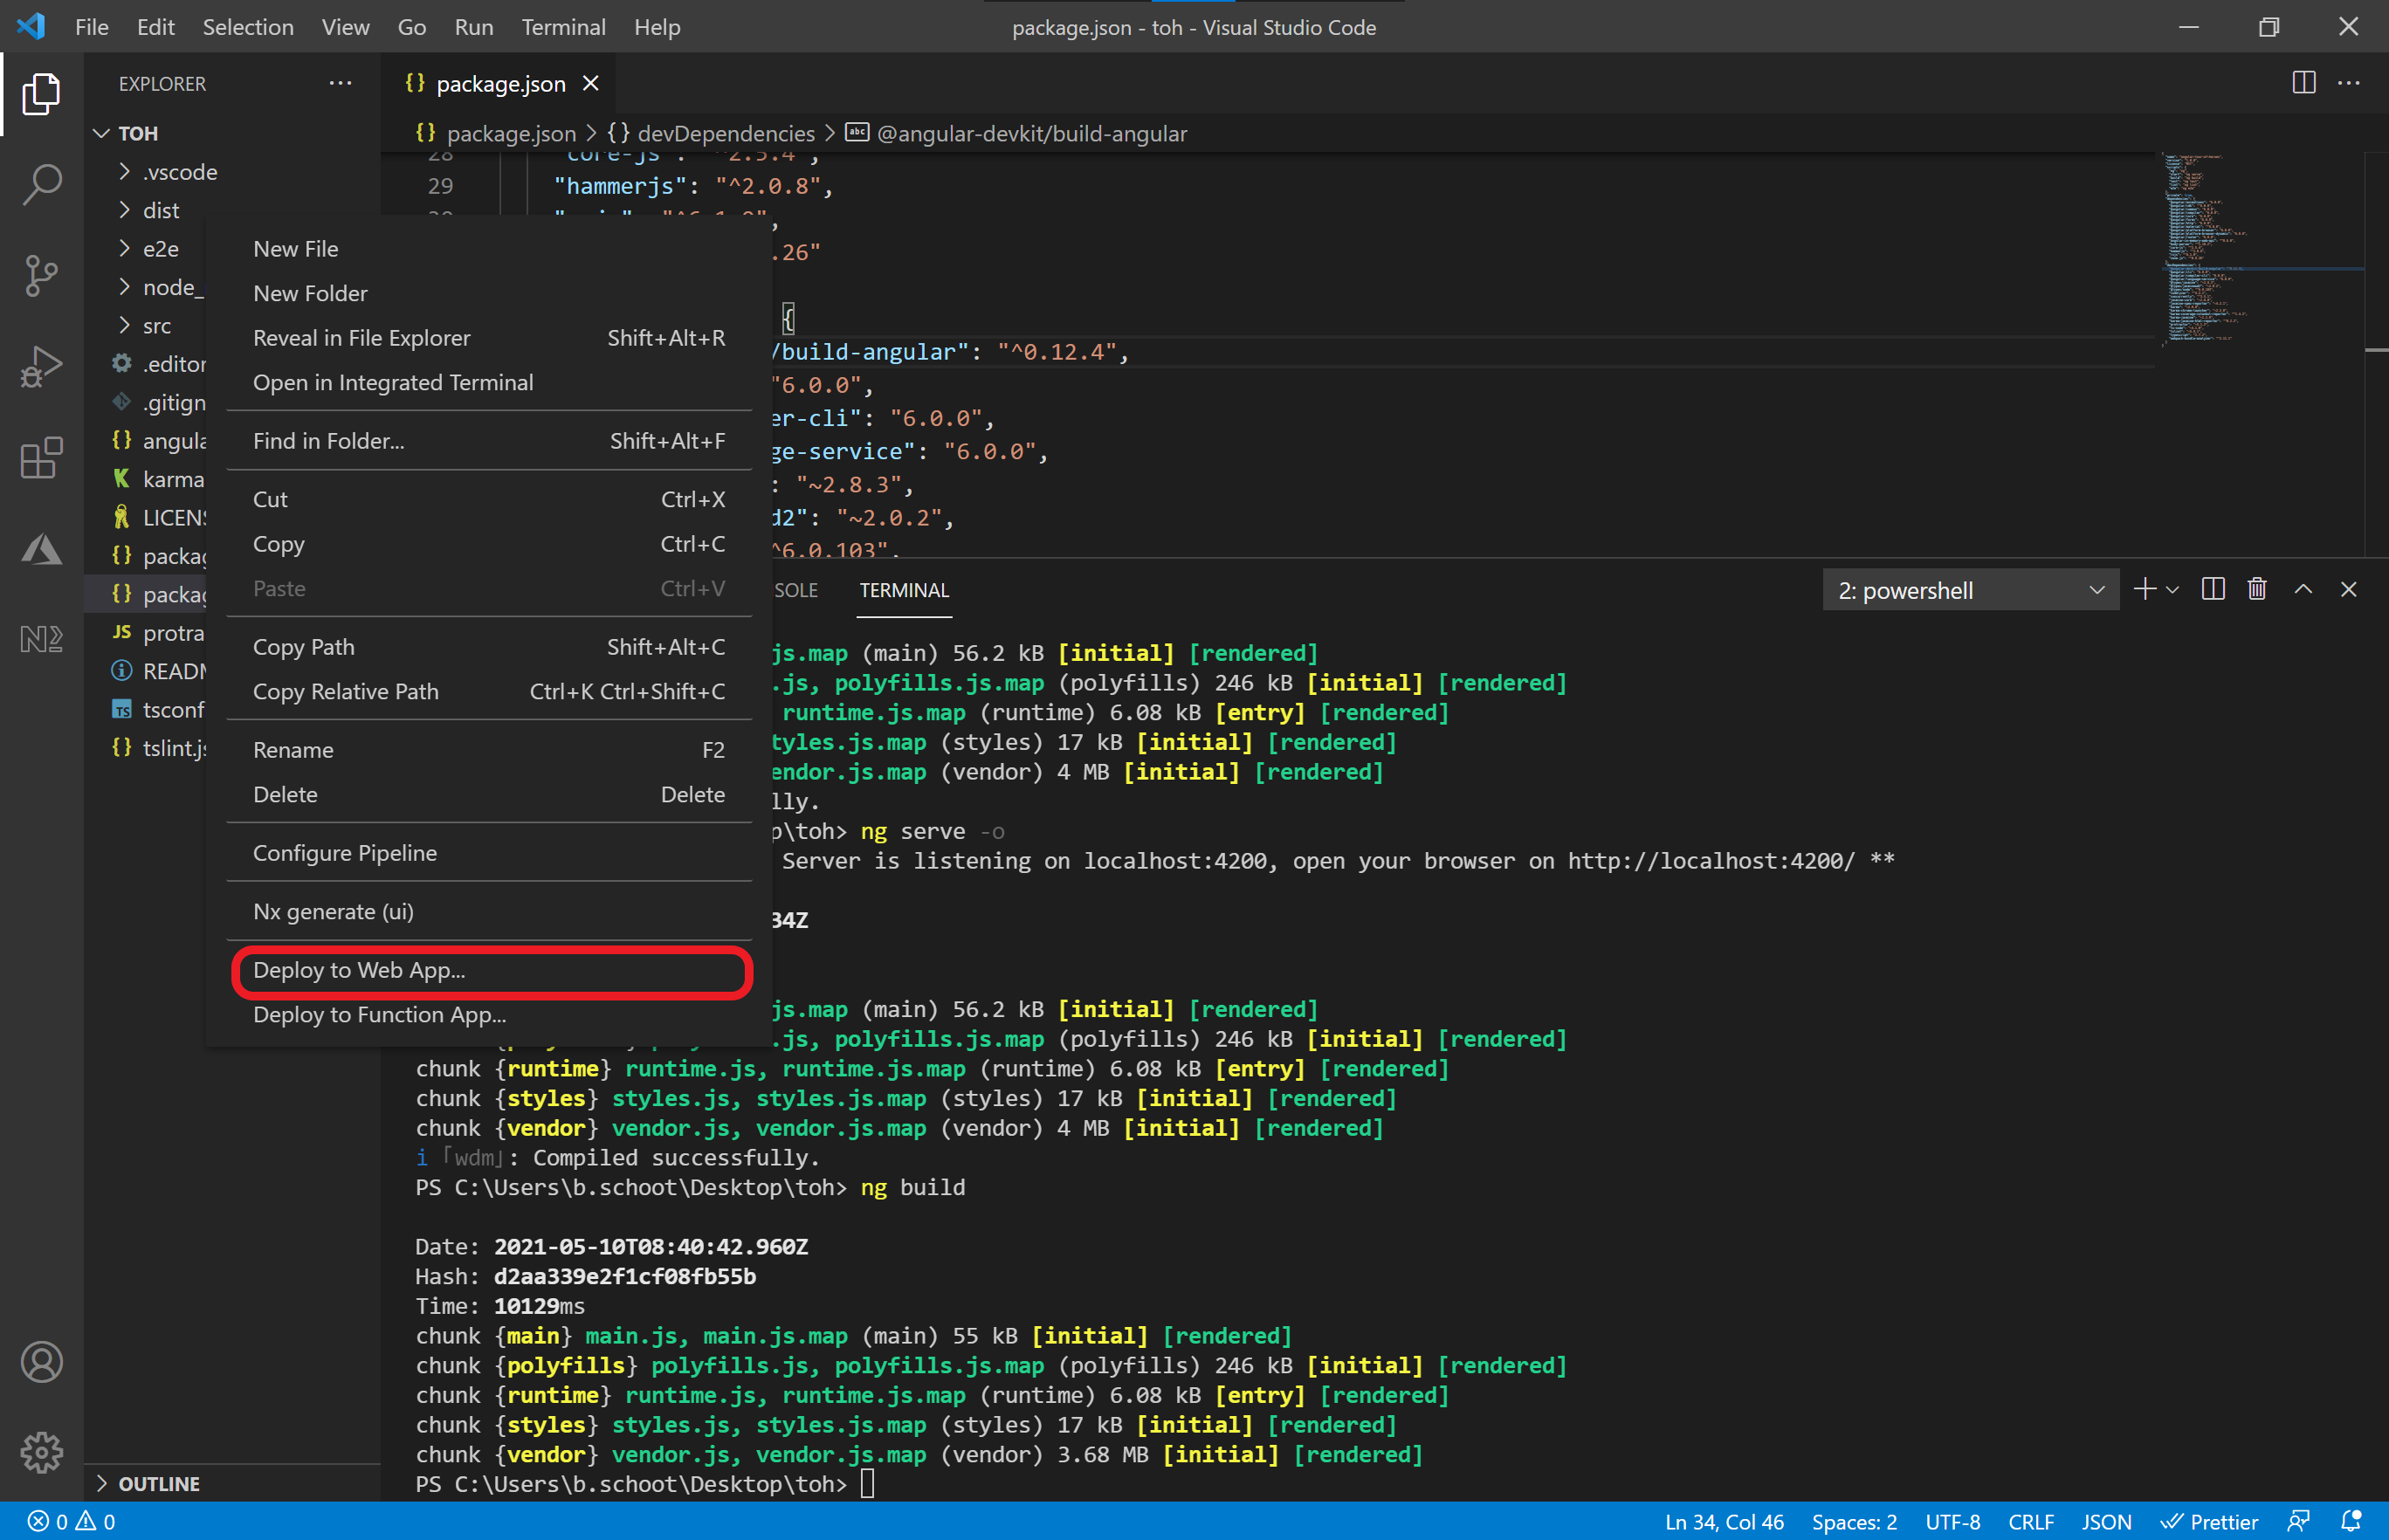 File Edit Selection View Go Run Terminal Help
package.json - toh - Visual Studio Code
EXPLORER
TOH
.vscode
dist
e2e
node_
src
.editor
.gitign
angula
karma
LICENS
packag
packag
protra
README
tsconf
tslint.js
OUTLINE
New File
New Folder
Reveal in File Explorer Shift+Alt+R
Open in Integrated Terminal
Find in Folder... Shift+Alt+F
Cut Ctrl+X
Copy Ctrl+C
Paste Ctrl+V
Copy Path Shift+Alt+C
Copy Relative Path Ctrl+K Ctrl+Shift+C
Rename F2
Delete Delete
Configure Pipeline
Nx generate (ui)
Deploy to Web App...
Deploy to Function App...
{} package.json
{} package.json > {} devDependencies > abc @angular-devkit/build-angular
28 "core-js": "^2.5.4",
29 "hammerjs": "^2.0.8",
,
.26"
{
/build-angular": "^0.12.4",
"6.0.0",
er-cli": "6.0.0",
ge-service": "6.0.0",
: "~2.8.3",
d2": "~2.0.2",
^6.0.103",
SOLE TERMINAL 2: powershell
js.map (main) 56.2 kB [initial] [rendered]
.js, polyfills.js.map (polyfills) 246 kB [initial] [rendered]
runtime.js.map (runtime) 6.08 kB [entry] [rendered]
tyles.js.map (styles) 17 kB [initial] [rendered]
endor.js.map (vendor) 4 MB [initial] [rendered]
lly.
p\toh> ng serve -o
Server is listening on localhost:4200, open your browser on http://localhost:4200/ **
34Z
js.map (main) 56.2 kB [initial] [rendered]
.js, polyfills.js.map (polyfills) 246 kB [initial] [rendered]
chunk {runtime} runtime.js, runtime.js.map (runtime) 6.08 kB [entry] [rendered]
chunk {styles} styles.js, styles.js.map (styles) 17 kB [initial] [rendered]
chunk {vendor} vendor.js, vendor.js.map (vendor) 4 MB [initial] [rendered]
i ｢wdm｣: Compiled successfully.
PS C:\Users\b.schoot\Desktop\toh> ng build
Date: 2021-05-10T08:40:42.960Z
Hash: d2aa339e2f1cf08fb55b
Time: 10129ms
chunk {main} main.js, main.js.map (main) 55 kB [initial] [rendered]
chunk {polyfills} polyfills.js, polyfills.js.map (polyfills) 246 kB [initial] [rendered]
chunk {runtime} runtime.js, runtime.js.map (runtime) 6.08 kB [entry] [rendered]
chunk {styles} styles.js, styles.js.map (styles) 17 kB [initial] [rendered]
chunk {vendor} vendor.js, vendor.js.map (vendor) 3.68 MB [initial] [rendered]
PS C:\Users\b.schoot\Desktop\toh>
0 0 Ln 34, Col 46 Spaces: 2 UTF-8 CRLF JSON Prettier